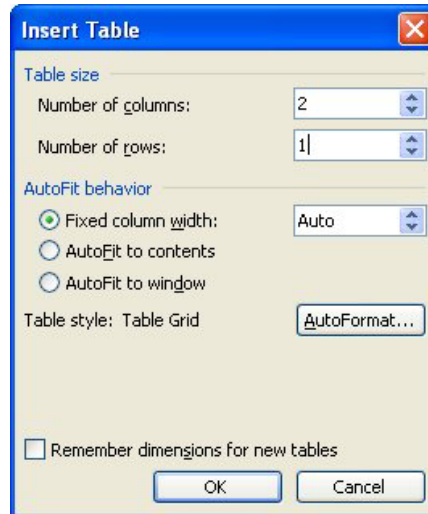 Insert Table
Table size
Number of columns: 2
Number of rows: 1
AutoFit behavior
Fixed column width: Auto
AutoFit to contents
AutoFit to window
Table style: Table Grid AutoFormat...
Remember dimensions for new tables
OK Cancel